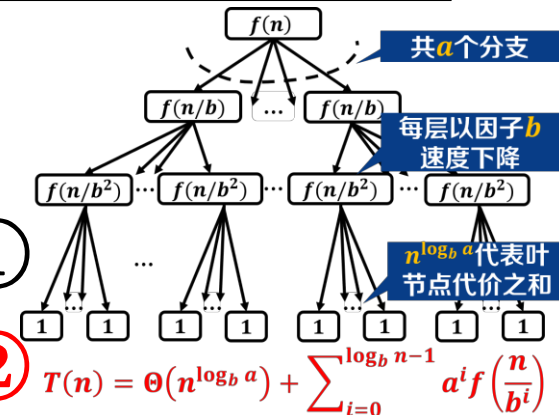 f(n)
共a个分支
f(n/b) ... f(n/b)
每层以因子b
速度下降
f(n/b²) ... f(n/b²) ... f(n/b²) ... f(n/b²)
n^{log_b a}代表叶
节点代价之和
...
... ... ... ...
1 1 1 1 1 1 1 1
2 T(n) = Θ(n^{log_b a}) + ∑_{i=0}^{log_b n−1} a^i f(n/b^i)